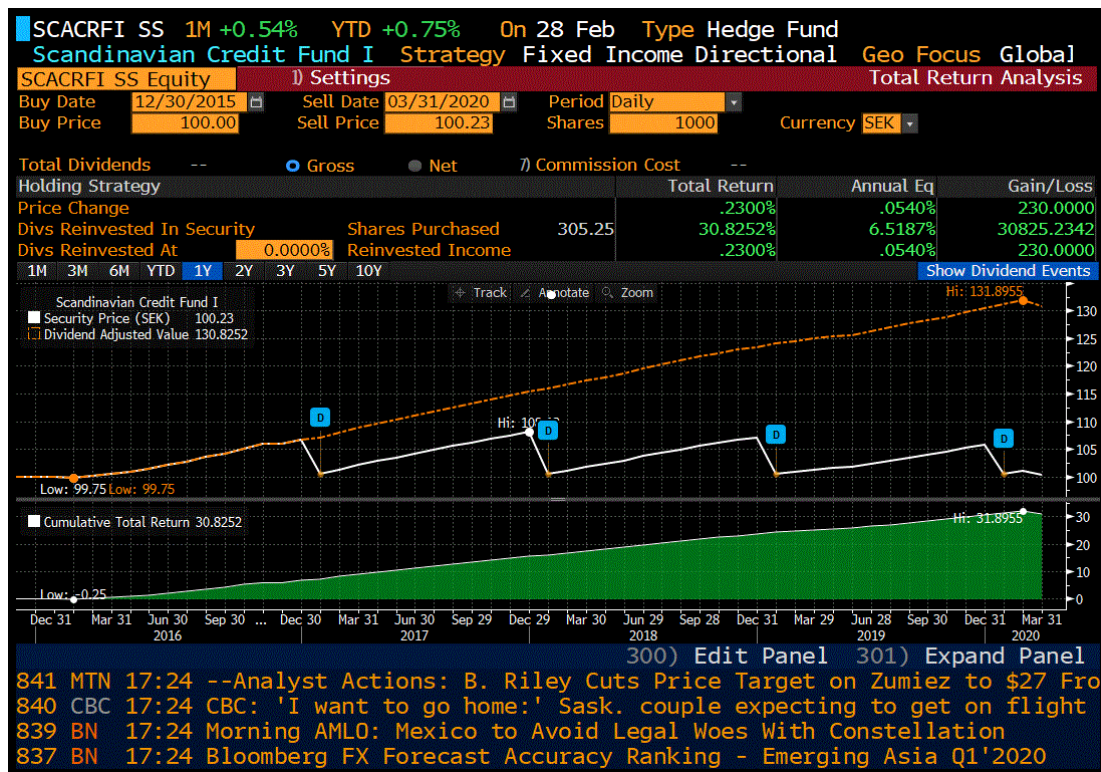 SCACRFI SS 1M +0.54% YTD +0.75% On 28 Feb Type Hedge Fund
Scandinavian Credit Fund I Strategy Fixed Income Directional Geo Focus Global
SCACRFI SS Equity 1) Settings Total Return Analysis
Buy Date 12/30/2015 Sell Date 03/31/2020 Period Daily
Buy Price 100.00 Sell Price 100.23 Shares 1000 Currency SEK
Total Dividends -- Gross Net 7) Commission Cost --
Holding Strategy Total Return Annual Eq Gain/Loss
Price Change .2300% .0540% 230.0000
Divs Reinvested In Security Shares Purchased 305.25 30.8252% 6.5187% 30825.2342
Divs Reinvested At 0.0000% Reinvested Income .2300% .0540% 230.0000
1M 3M 6M YTD 1Y 2Y 3Y 5Y 10Y Show Dividend Events
Track Annotate Zoom
Hi: 131.8955
Scandinavian Credit Fund I
Security Price (SEK) 100.23
Dividend Adjusted Value 130.8252
130
125
120
115
110
105
100
D
Hi:
D
D
D
Low: 99.75 Low: 99.75
Cumulative Total Return 30.8252
Hi: 31.8955
30
20
10
0
Low: -0.25
Dec 31 Mar 31 Jun 30 Sep 30 ... Dec 30 Mar 31 Jun 30 Sep 29 Dec 29 Mar 30 Jun 29 Sep 28 Dec 31 Mar 29 Jun 28 Sep 30 Dec 31 Mar 31
2016 2017 2018 2019 2020
300) Edit Panel 301) Expand Panel
841 MTN 17:24 --Analyst Actions: B. Riley Cuts Price Target on Zumiez to $27 Fro
840 CBC 17:24 CBC: 'I want to go home:' Sask. couple expecting to get on flight
839 BN 17:24 Morning AMLO: Mexico to Avoid Legal Woes With Constellation
837 BN 17:24 Bloomberg FX Forecast Accuracy Ranking - Emerging Asia Q1'2020